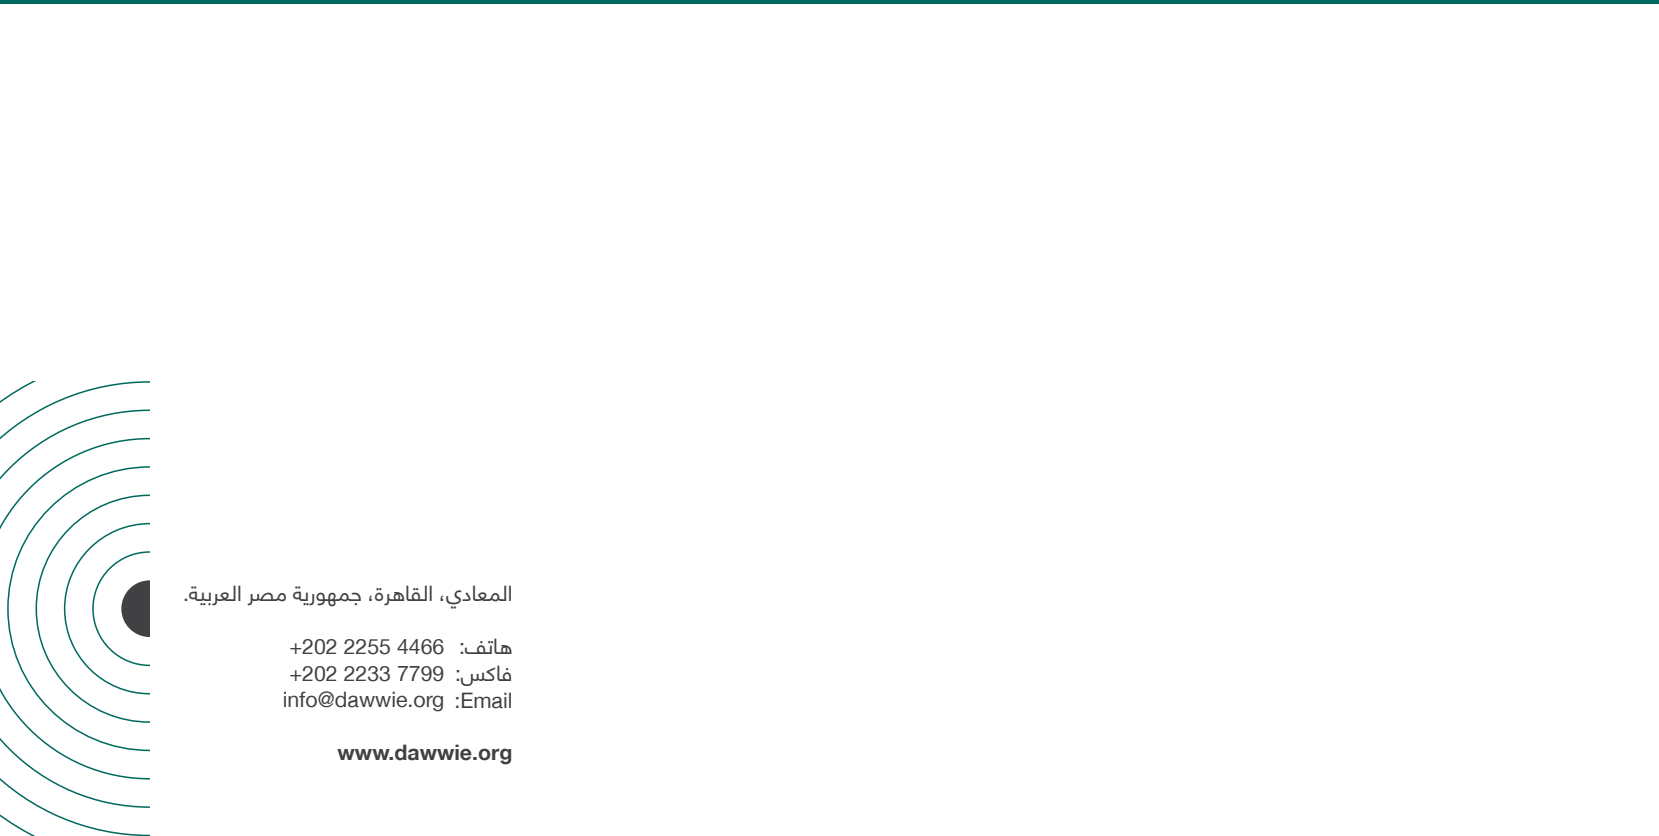 المعادي، القاهرة، جمهورية مصر العربية.
هاتف: +202 2255 4466
فاكس: +202 2233 7799
Email: info@dawwie.org
www.dawwie.org